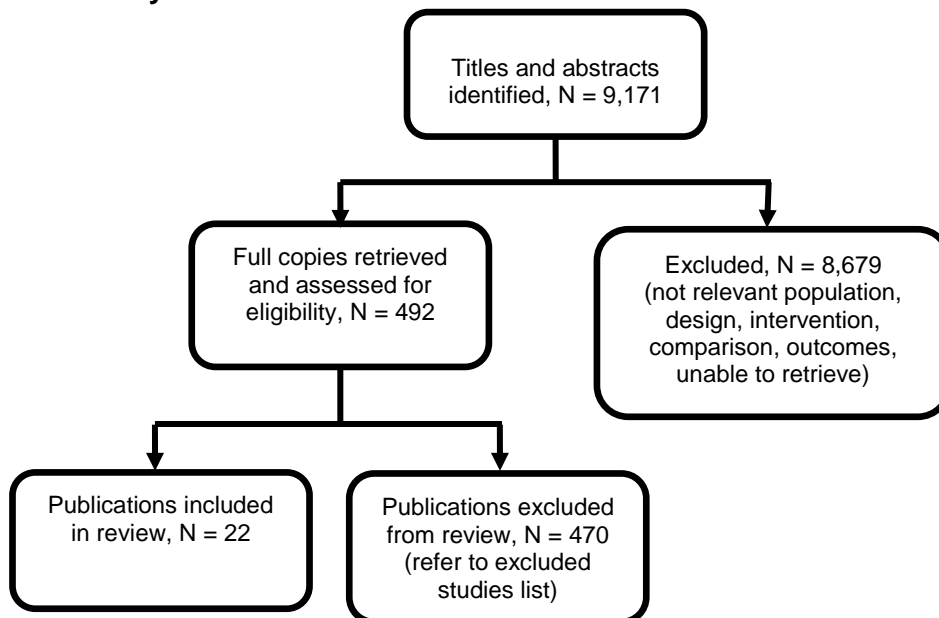 Titles and abstracts
identified, N = 9,171
Full copies retrieved
and assessed for
eligibility, N = 492
Excluded, N = 8,679
(not relevant population,
design, intervention,
comparison, outcomes,
unable to retrieve)
Publications included
in review, N = 22
Publications excluded
from review, N = 470
(refer to excluded
studies list)